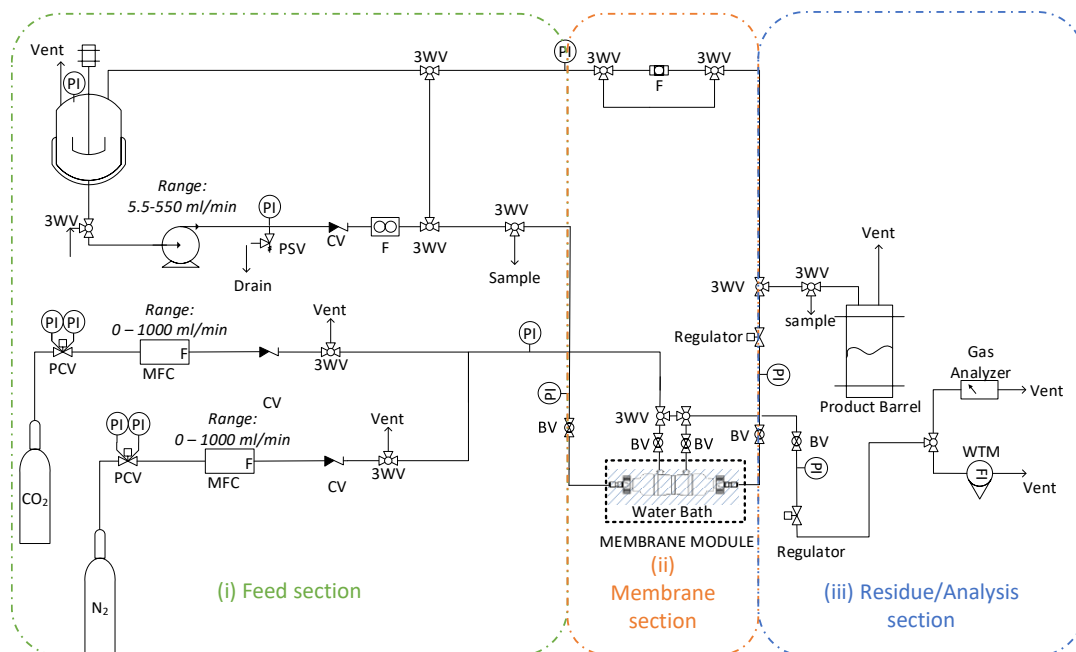 Vent
PI
3WV
PI
3WV
F
3WV
Range:
5.5-550 ml/min
3WV
PI
PSV
Drain
CV
F
3WV
3WV
Sample
Range:
0 – 1000 ml/min
PI PI
PCV
F
MFC
CV
Vent
3WV
PI
Range:
0 – 1000 ml/min
PI PI
PCV
F
MFC
CV
Vent
3WV
CO2
N2
PI
BV
3WV
BV
BV
Water Bath
MEMBRANE MODULE
3WV
3WV
sample
Vent
Regulator
PI
BV
Product Barrel
BV
PI
Regulator
Gas
Analyzer
Vent
WTM
FI
Vent
(i) Feed section
(ii)
Membrane
section
(iii) Residue/Analysis
section